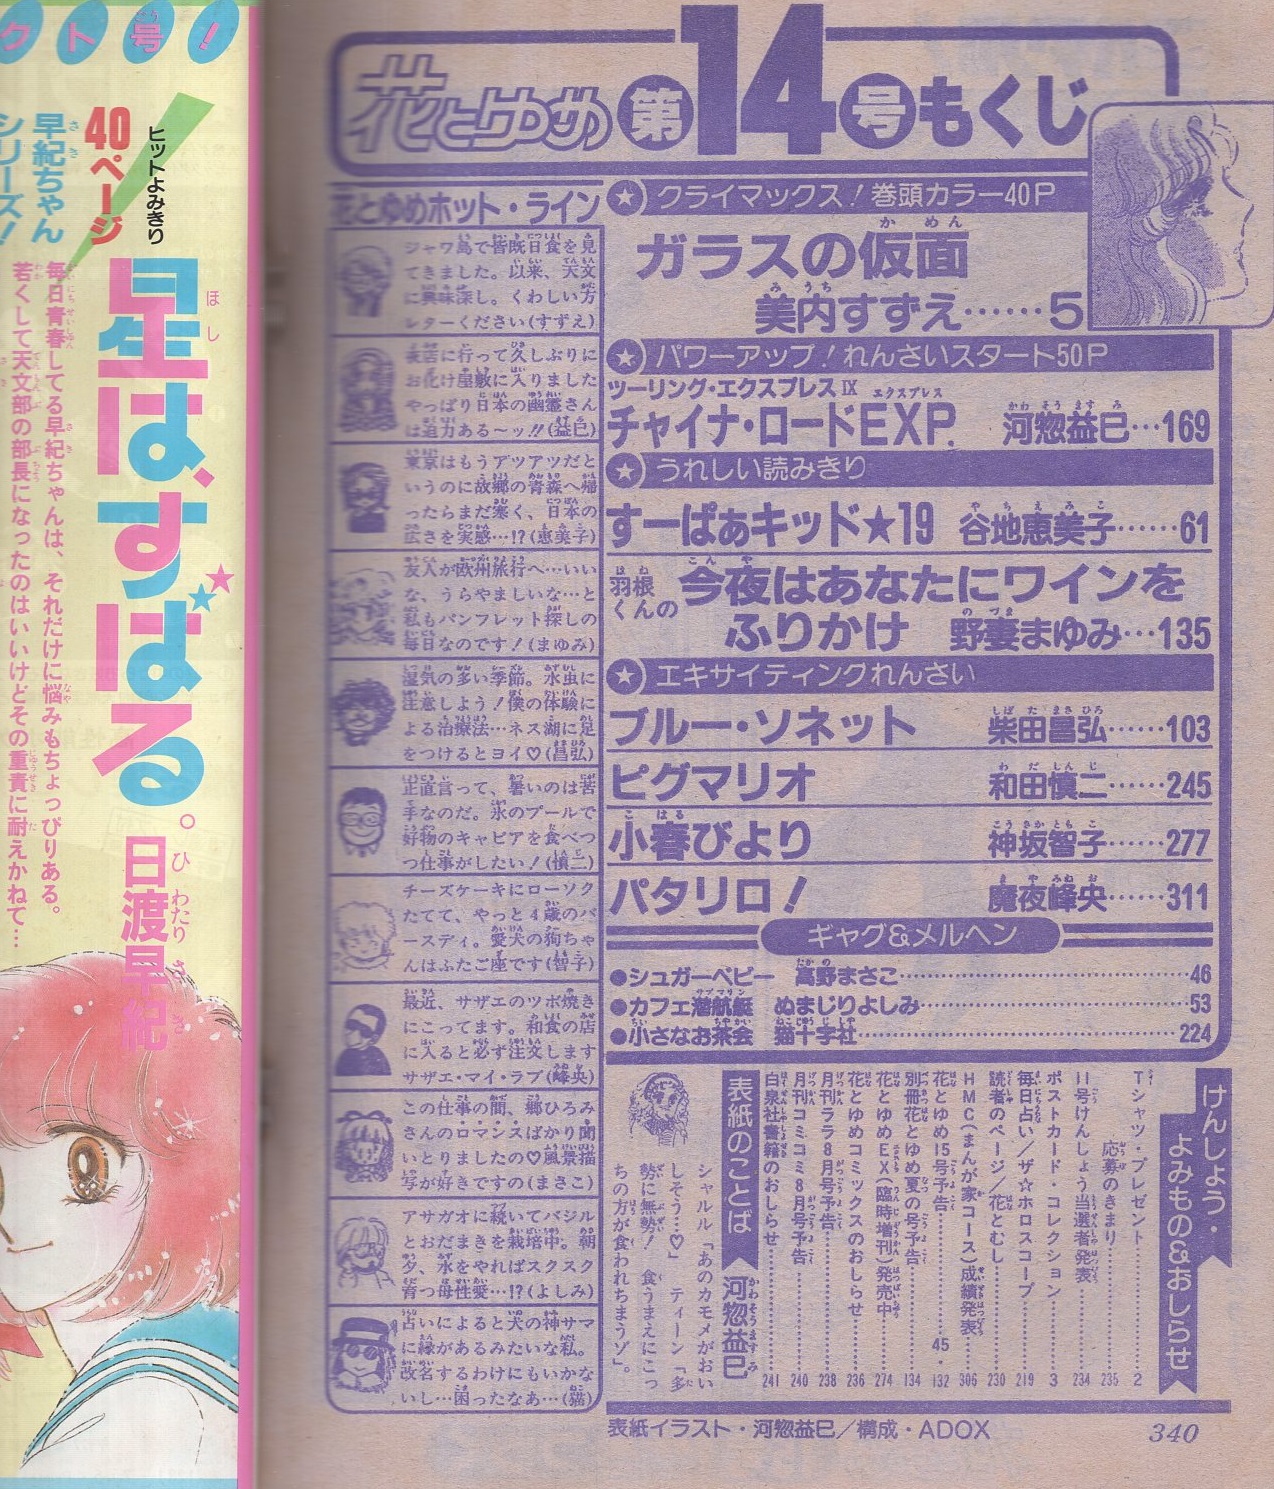 花とゆめ 第14号もくじ
クライマックス！巻頭カラー40P
ガラスの仮面
美内すずえ……5
パワーアップ！れんさいスタート50P
ツーリング・エクスプレスⅨ
チャイナ・ロードEXP. 河惣益巳…169
うれしい読みきり
すーぱぁキッド★19 谷地恵美子……61
羽根くんの 今夜はあなたにワインを
ふりかけ 野妻まゆみ…135
エキサイティングれんさい
ブルー・ソネット 柴田昌弘……103
ピグマリオ 和田慎二……245
小春びより 神坂智子……277
パタリロ！ 魔夜峰央……311
ギャグ&メルヘン
●シュガーベビー 高野まさこ……46
●カフェ潜航艇 ぬまじりよしみ……53
●小さなお茶会 猫十字社……224
けんしょう・
よみもの&おしらせ
Tシャツ・プレゼント……2
応募のきまり……235
11号けんしょう当選者発表……234
ポストカード・コレクション……3
毎日占い／ザ☆ホロスコープ……219
読者のページ／花とむし……230
HMC(まんが家コース)成績発表……306
花とゆめ15号予告……45・132
別冊花とゆめ夏の号予告……134
花とゆめEX(臨時増刊)発売中……274
花とゆめコミックスのおしらせ……236
月刊ララ8月号予告……238
月刊コミコミ8月号予告……240
白泉社書籍のおしらせ……241
表紙のことば 河惣益巳
シャルル「あのカモメがおい
しそう…♡」 ティーン「多
勢に無勢！ 食うまえにこっ
ちの方が食われちまうゾ」。
表紙イラスト・河惣益巳／構成・ADOX
340
花とゆめホット・ライン
ジャワ島で皆既日食を見
てきました。以来、天文
に興味深し。くわしい方
レターください(すずえ)
夜店に行って久しぶりに
お化け屋敷に入りました
やっぱり日本の幽霊さん
は迫力ある〜ッ!!(益巳)
東京はもうアツアツだと
いうのに故郷の青森へ帰
ったらまだ寒く、日本の
広さを実感…!?(恵美子)
友人が欧州旅行へ…いい
な、うらやましいな…と
私もパンフレット探しの
毎日なのです！(まゆみ)
湿気の多い季節。水虫に
注意しよう！僕の体験に
よる治療法…ネス湖に足
をつけるとヨイ♡(昌弘)
正直言って、暑いのは苦
手なのだ。氷のプールで
好物のキャビアを食べつ
つ仕事がしたい！(慎二)
チーズケーキにローソク
たてて、やっと4歳のバ
ースディ。愛犬の狗ちゃ
んはふたご座です(智子)
最近、サザエのツボ焼き
にこってます。和食の店
に入ると必ず注文します
サザエ・マイ・ラブ(峰央)
この仕事の間、郷ひろみ
さんのロマンスばかり聞
いとりましたの♡風景描
写が好きですの(まさこ)
アサガオに続いてバジル
とおだまきを栽培中。朝
夕、水をやればスクスク
育つ母性愛…!?(よしみ)
占いによると犬の神サマ
に縁があるみたいな私。
改名するわけにもいかな
いし…困ったなあ…(猫)
クト号！
ヒットよみきり
40ページ
早紀ちゃん
シリーズ！
星は、すばる。
日渡早紀
毎日青春してる早紀ちゃんは、それだけに悩みもちょっぴりある。
若くして天文部の部長になったのはいいけどその重責に耐えかねて…